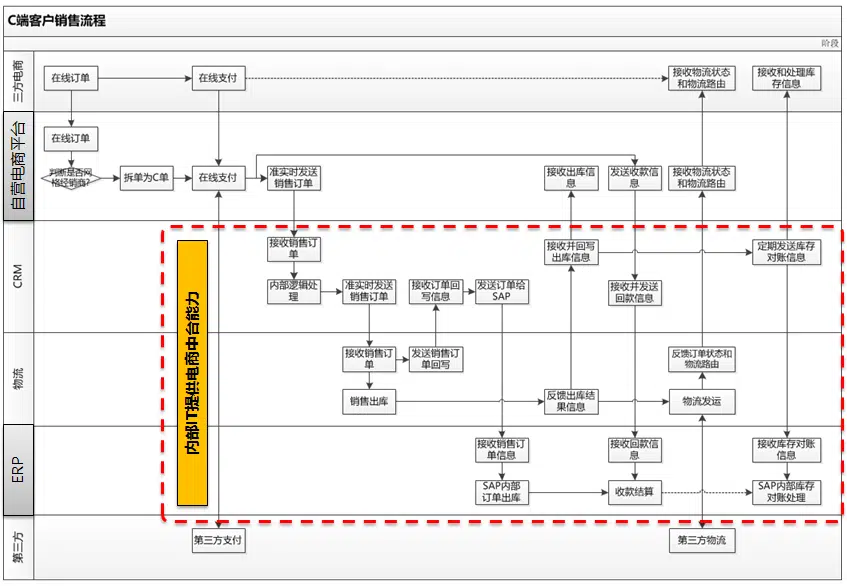 C端客户销售流程
阶段
三方电商
在线订单
在线支付
接收物流状态
和物流路由
接收和处理库
存信息
自营电商平台
在线订单
判断是否网
格经销商?
拆单为C单
在线支付
准实时发送
销售订单
接收出库信
息
发送收款信
息
接收物流状态
和物流路由
CRM
接收销售订
单
内部逻辑处
理
准实时发送
销售订单
接收订单回
写信息
发送订单给
SAP
接收并回写
出库信息
接收并发送
回款信息
定期发送库存
对账信息
内部IT提供电商中台能力
物流
接收销售订
单
发送销售订
单回写
反馈订单状态和
物流路由
销售出库
反馈出库结
果信息
物流发运
ERP
接收销售订
单信息
接收回款信
息
接收库存对账
信息
SAP内部
订单出库
收款结算
SAP内部库存
对账处理
第三方
第三方支付
第三方物流